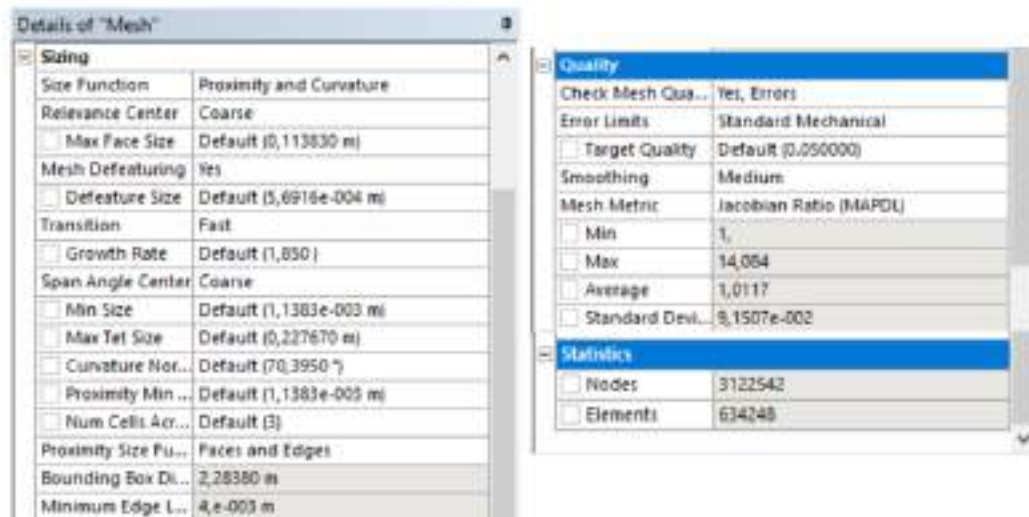 Details of "Mesh"
Sizing
Size Function Proximity and Curvature
Relevance Center Coarse
Max Face Size Default (0,113830 m)
Mesh Defeaturing Yes
Defeature Size Default (5,6916e-004 m)
Transition Fast
Growth Rate Default (1,850 )
Span Angle Center Coarse
Min Size Default (1,1383e-003 m)
Max Tet Size Default (0,227670 m)
Curvature Nor... Default (70,3950 °)
Proximity Min ... Default (1,1383e-003 m)
Num Cells Acr... Default (3)
Proximity Size Fu... Faces and Edges
Bounding Box Di... 2,28380 m
Minimum Edge L... 4,e-003 m
Quality
Check Mesh Qua... Yes, Errors
Error Limits Standard Mechanical
Target Quality Default (0.050000)
Smoothing Medium
Mesh Metric Jacobian Ratio (MAPDL)
Min 1,
Max 14,084
Average 1,0117
Standard Devi... 9,1507e-002
Statistics
Nodes 3122542
Elements 634248